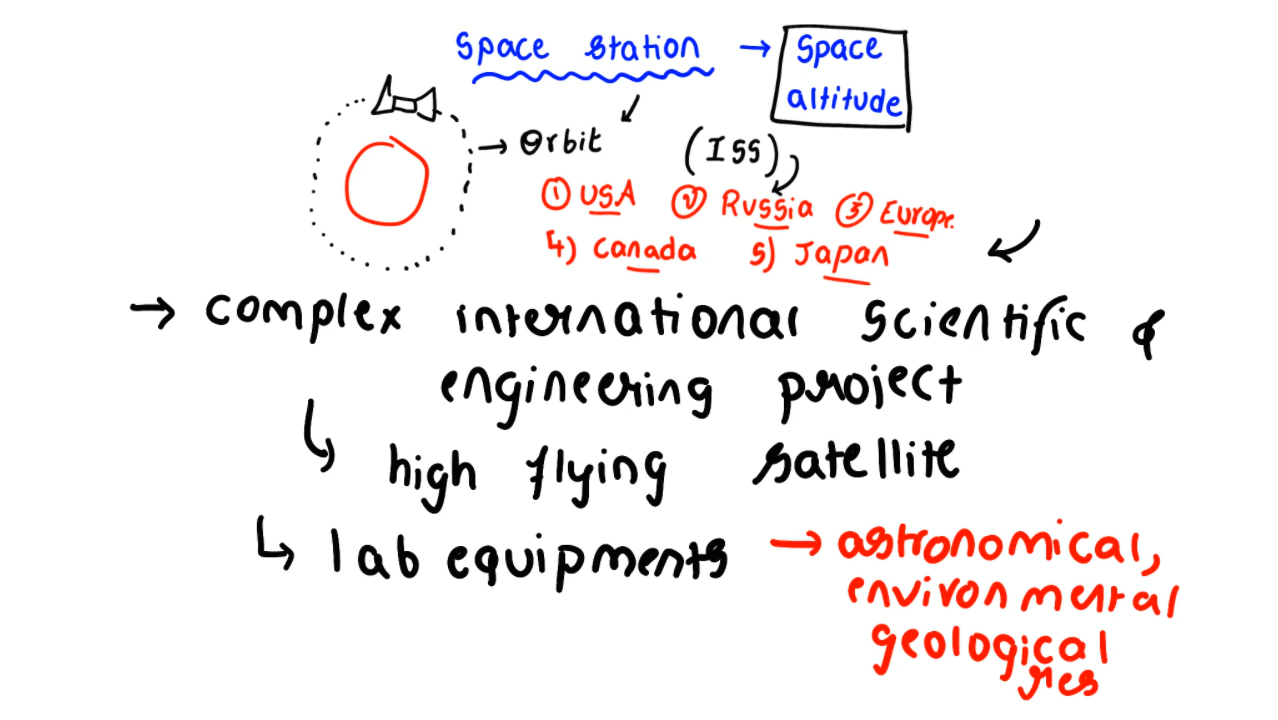 space station → space
altitude
→ Orbit (ISS)
① USA ② Russia ③ Europe.
4) Canada 5) Japan
→ complex international scientific &
engineering project
high flying satellite
lab equipments → astronomical,
environmental
geological
res